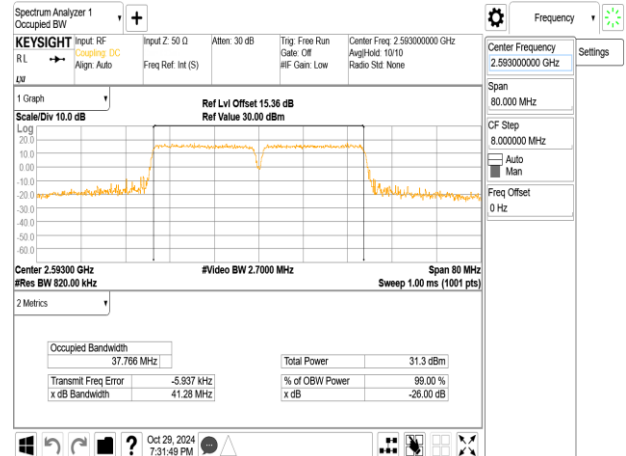 Spectrum Analyzer 1
Occupied BW
Frequency
KEYSIGHT
Input: RF
Input Z: 50 Ω
Atten: 30 dB
Trig: Free Run
Center Freq: 2.593000000 GHz
RL
Coupling: DC
Gate: Off
Avg|Hold: 10/10
Align: Auto
Freq Ref: Int (S)
#IF Gain: Low
Radio Std: None
LXI
Center Frequency
2.593000000 GHz
Settings
Span
80.000 MHz
CF Step
8.000000 MHz
Auto
Man
Freq Offset
0 Hz
1 Graph
Ref Lvl Offset 15.36 dB
Scale/Div 10.0 dB
Ref Value 30.00 dBm
Log
20.0
10.0
0.00
-10.0
-20.0
-30.0
-40.0
-50.0
-60.0
Center 2.59300 GHz
#Video BW 2.7000 MHz
Span 80 MHz
#Res BW 820.00 kHz
Sweep 1.00 ms (1001 pts)
2 Metrics
Occupied Bandwidth
37.766 MHz
Total Power 31.3 dBm
Transmit Freq Error -5.937 kHz
% of OBW Power 99.00 %
x dB Bandwidth 41.28 MHz
x dB -26.00 dB
?
Oct 29, 2024
7:31:49 PM